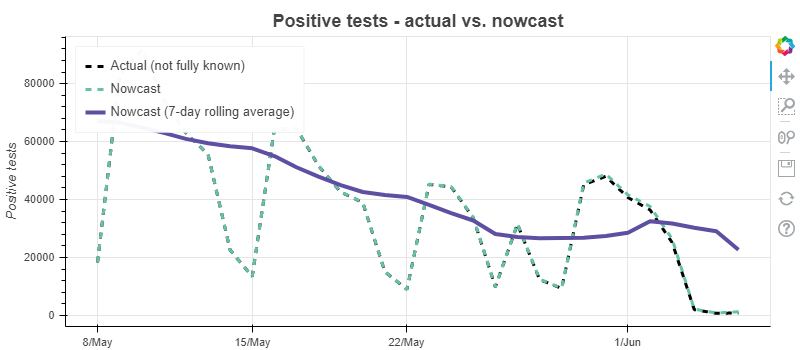 Positive tests - actual vs. nowcast
Actual (not fully known)
Nowcast
Nowcast (7-day rolling average)
Positive tests
80000
60000
40000
20000
0
8/May
15/May
22/May
1/Jun